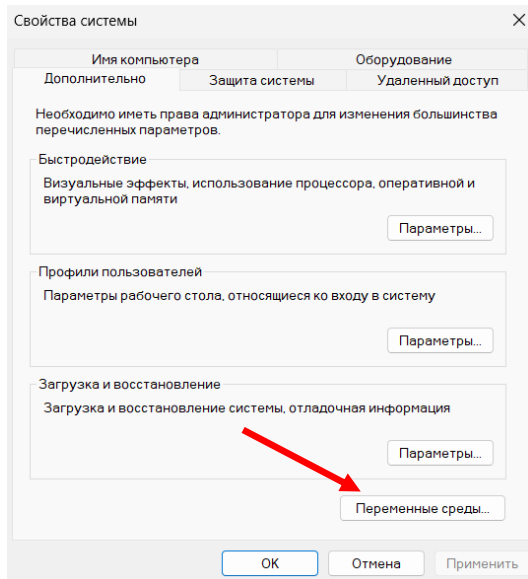 Свойства системы
Имя компьютера
Оборудование
Дополнительно
Защита системы
Удаленный доступ
Необходимо иметь права администратора для изменения большинства
перечисленных параметров.
Быстродействие
Визуальные эффекты, использование процессора, оперативной и
виртуальной памяти
Параметры...
Профили пользователей
Параметры рабочего стола, относящиеся ко входу в систему
Параметры...
Загрузка и восстановление
Загрузка и восстановление системы, отладочная информация
Параметры...
Переменные среды...
ОК
Отмена
Применить